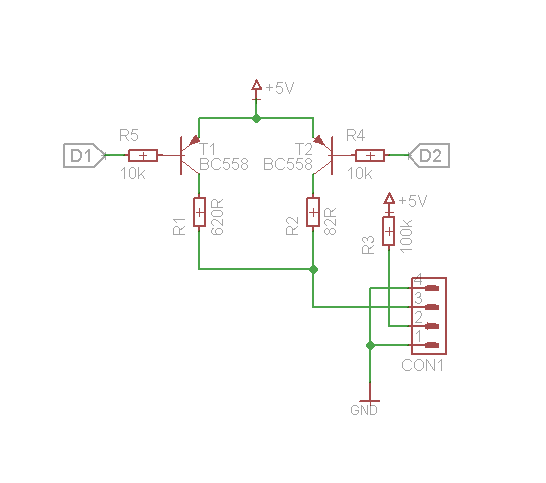 +5V
R5
R4
D1
T1
T2
D2
BC558
BC558
10k
10k
+5V
R1
620R
R2
82R
R3
100k
4
3
2
1
CON1
GND